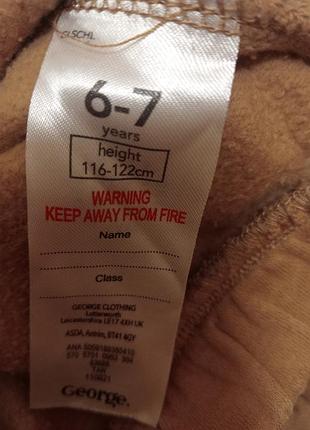 6-7
years
height
116-122cm
WARNING
KEEP AWAY FROM FIRE
Name
Class
GEORGE CLOTHING
Lutterworth
Leicestershire LE17 4XH UK
ASDA, Antrim, BT41 4GY
TAN
George.